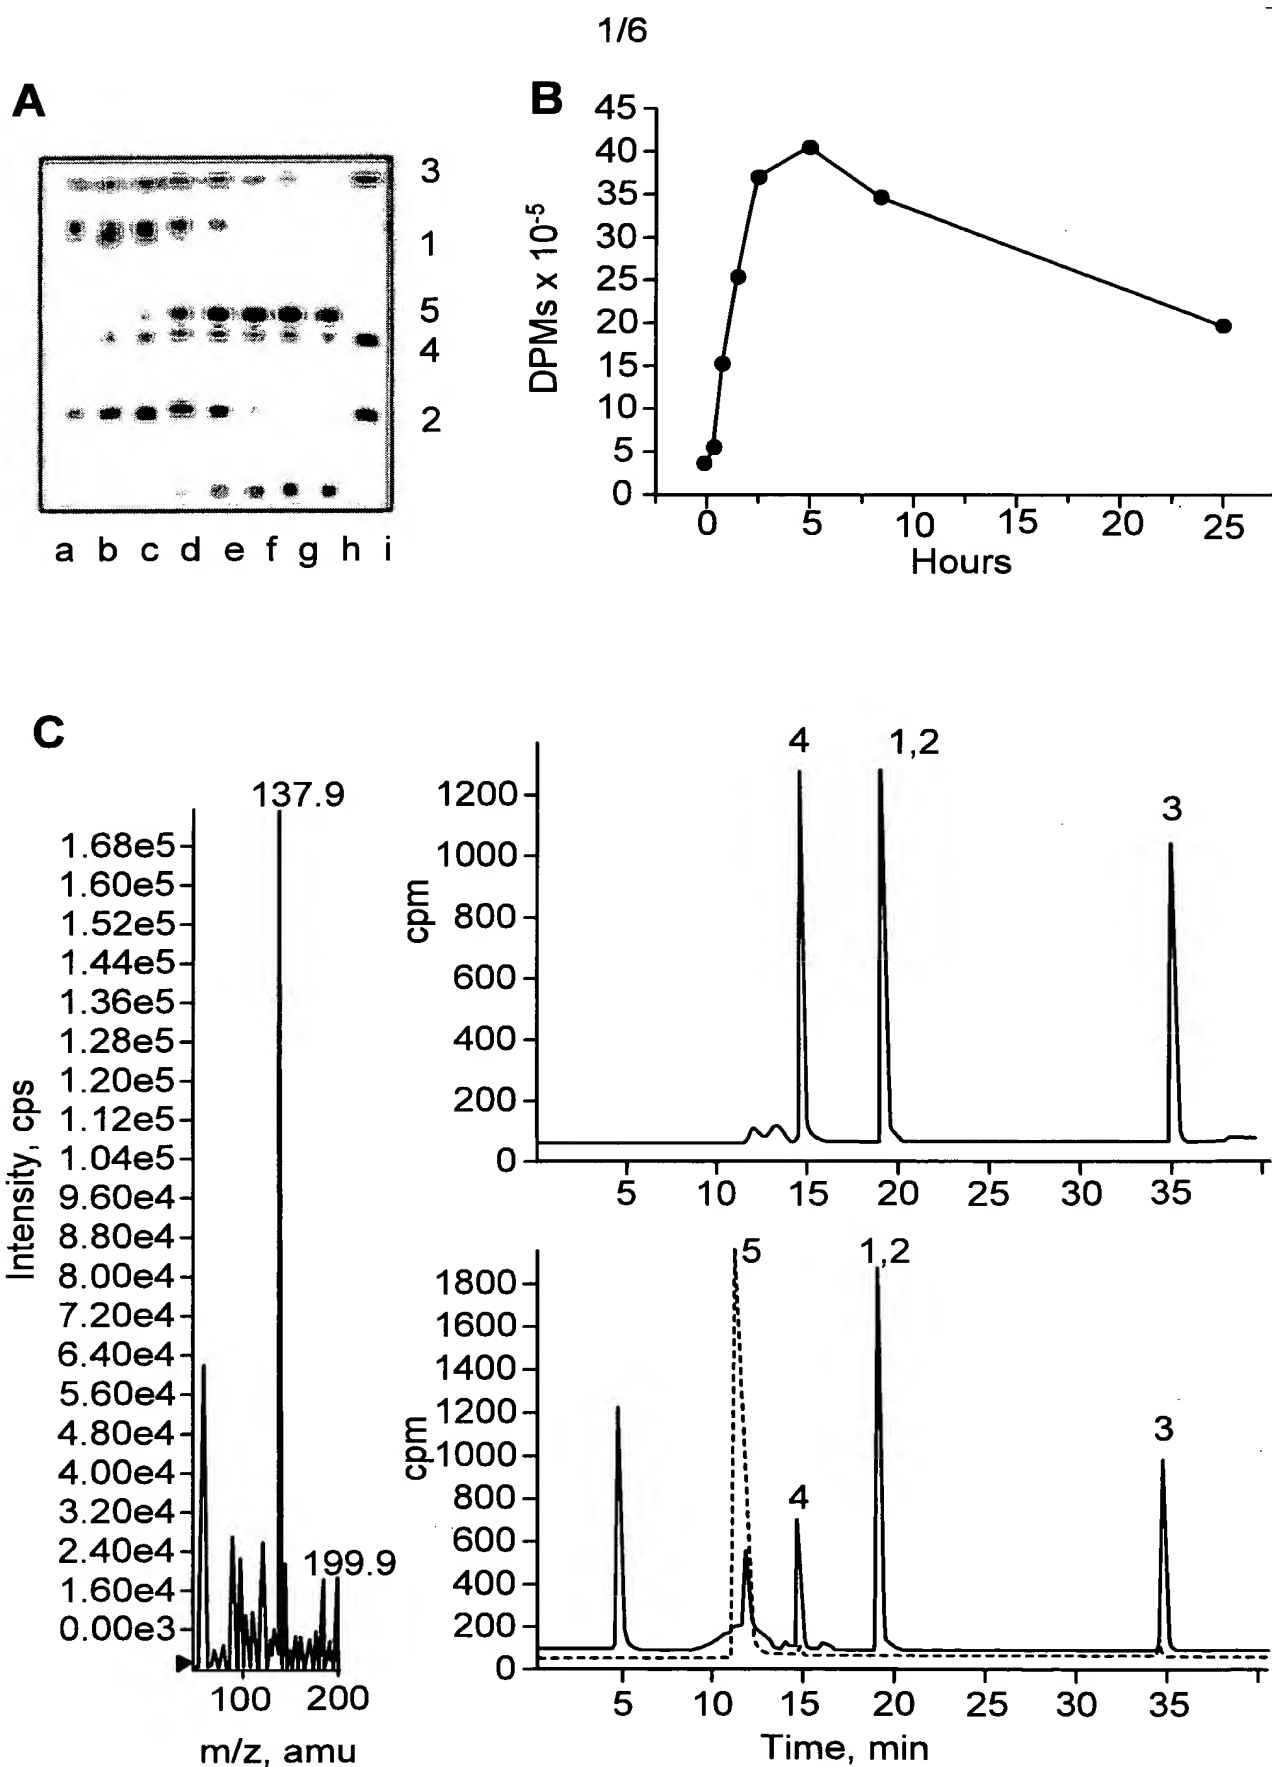 1/6
A
B
3
1
5
4
2
a b c d e f g h i
DPMs x 10-5
45
40
35
30
25
20
15
10
5
0
0 5 10 15 20 25
Hours
C
137.9
199.9
Intensity, cps
1.68e5
1.60e5
1.52e5
1.44e5
1.36e5
1.28e5
1.20e5
1.12e5
1.04e5
9.60e4
8.80e4
8.00e4
7.20e4
6.40e4
5.60e4
4.80e4
4.00e4
3.20e4
2.40e4
1.60e4
0.00e3
100 200
m/z, amu
4 1,2 3
cpm
1200
1000
800
600
400
200
0
5 10 15 20 25 30 35
5 1,2
4 3
cpm
1800
1600
1400
1200
1000
800
600
400
200
0
5 10 15 20 25 30 35
Time, min